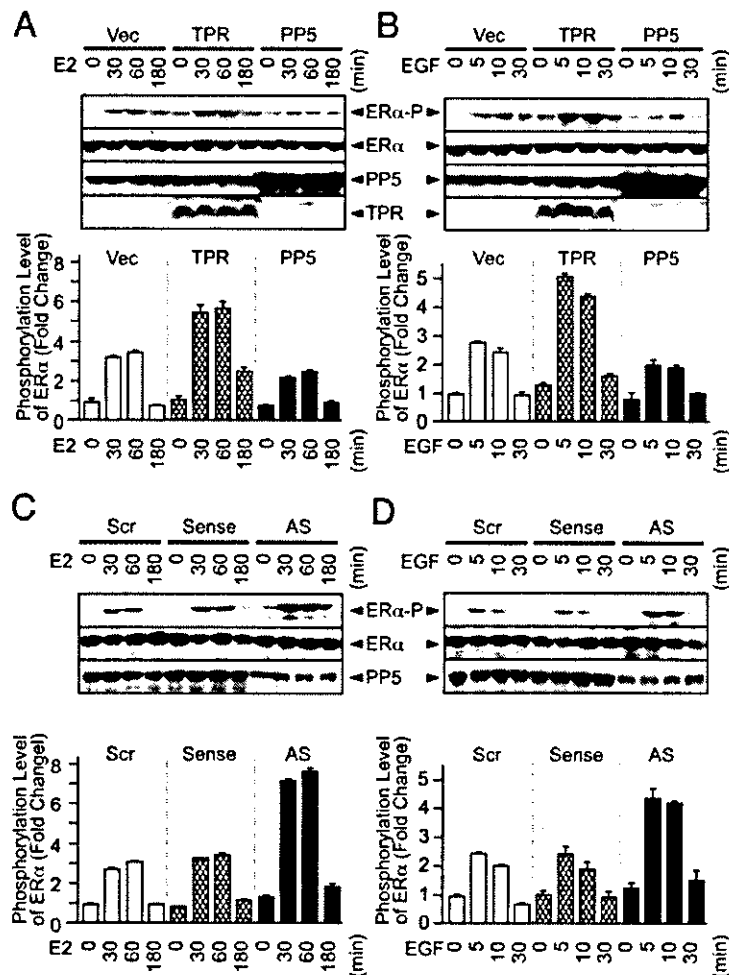 A
Vec TPR PP5
E2 0 30 60 180 0 30 60 180 0 30 60 180 (min)
ERα-P
ERα
PP5
TPR
Phosphorylation Level
of ERα (Fold Change)
8
6
4
2
0
Vec TPR PP5
E2 0 30 60 180 0 30 60 180 0 30 60 180 (min)
B
Vec TPR PP5
EGF 0 5 10 30 0 5 10 30 0 5 10 30 (min)
Phosphorylation Level
of ERα (Fold Change)
5
4
3
2
1
0
Vec TPR PP5
EGF 0 5 10 30 0 5 10 30 0 5 10 30 (min)
C
Scr Sense AS
E2 0 30 60 180 0 30 60 180 0 30 60 180 (min)
ERα-P
ERα
PP5
Phosphorylation Level
of ERα (Fold Changel)
8
6
4
2
0
Scr Sense AS
E2 0 30 60 180 0 30 60 180 0 30 60 180 (min)
D
Scr Sense AS
EGF 0 5 10 30 0 5 10 30 0 5 10 30 (min)
Phosphorylation Level
of ERα (Fold Change)
5
4
3
2
1
0
Scr Sense AS
EGF 0 5 10 30 0 5 10 30 0 5 10 30 (min)